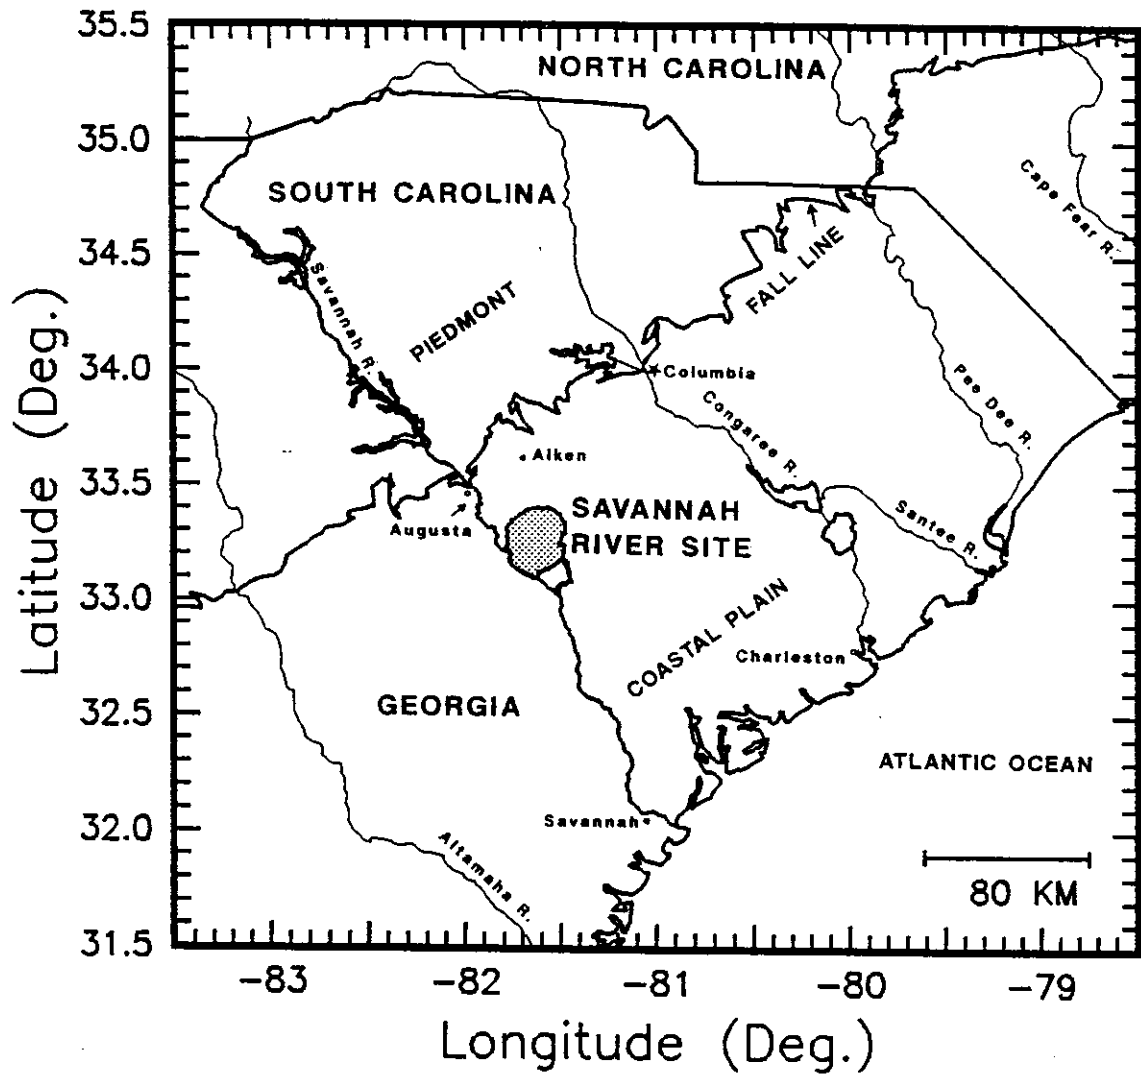 35.5
35.0
34.5
34.0
33.5
33.0
32.5
32.0
31.5
Latitude (Deg.)
NORTH CAROLINA
SOUTH CAROLINA
Cape Fear R.
FALL LINE
Savannah R.
PIEDMONT
Columbia
Congaree R.
Pee Dee R.
Aiken
Augusta
SAVANNAH
RIVER SITE
Santee R.
COASTAL PLAIN
Charleston
GEORGIA
ATLANTIC OCEAN
Savannah
Altamaha R.
80 KM
-83
-82
-81
-80
-79
Longitude (Deg.)